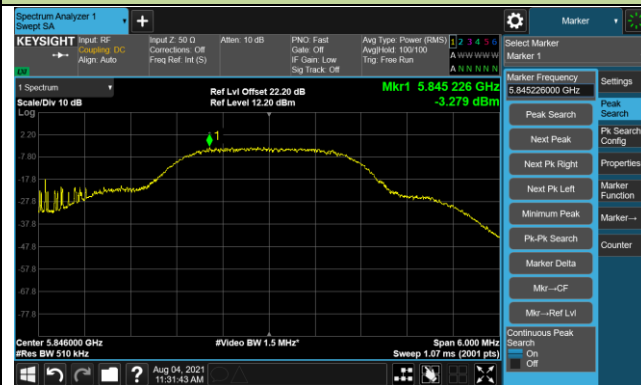 Spectrum Analyzer 1
Swept SA
Marker
KEYSIGHT
Input: RF
Coupling: DC
Align: Auto
Input Z: 50 Ω
Corrections: Off
Freq Ref: Int (S)
Atten: 10 dB
PNO: Fast
Gate: Off
IF Gain: Low
Sig Track: Off
Avg Type: Power (RMS)
Avg|Hold: 100/100
Trig: Free Run
1 2 3 4 5 6
A W W W W W
A N N N N N
Select Marker
Marker 1
1 Spectrum
Scale/Div 10 dB
Log
Ref Lvl Offset 22.20 dB
Ref Level 12.20 dBm
Mkr1 5.845 226 GHz
-3.279 dBm
1
2.20
-7.80
-17.8
-27.8
-37.8
-47.8
-57.8
-67.8
-77.8
Center 5.846000 GHz
#Res BW 510 kHz
#Video BW 1.5 MHz*
Span 6.000 MHz
Sweep 1.07 ms (2001 pts)
Marker Frequency
5.845226000 GHz
Peak Search
Next Peak
Next Pk Right
Next Pk Left
Minimum Peak
Pk-Pk Search
Marker Delta
Mkr→CF
Mkr→Ref Lvl
Continuous Peak
Search
On
Off
Settings
Peak
Search
Pk Search
Config
Properties
Marker
Function
Marker→
Counter
Aug 04, 2021
11:31:43 AM